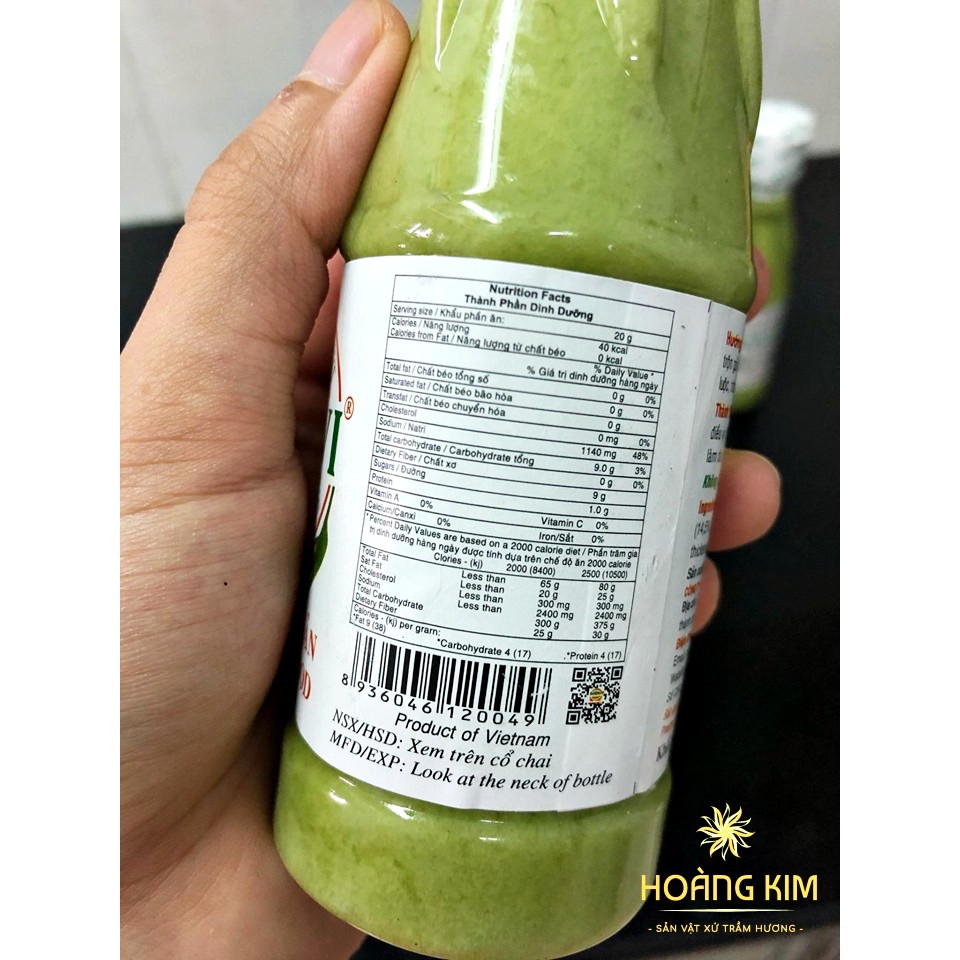 Nutrition Facts
Thành Phần Dinh Dưỡng
Serving size / Khẩu phần ăn: 20 g
Calories / Năng lượng 40 kcal
Calories from Fat / Năng lượng từ chất béo 0 kcal
% Daily Value *
% Giá trị dinh dưỡng hàng ngày
Total fat / Chất béo tổng số 0 g 0%
Saturated fat / Chất béo bão hòa 0 g 0%
Transfat / Chất béo chuyển hóa 0 g
Cholesterol 0 mg 0%
Sodium / Natri 1140 mg 48%
Total carbohydrate / Carbohydrate tổng 9.0 g 3%
Dietary Fiber / Chất xơ 0 g 0%
Sugars / Đường 9 g
Protein 1.0 g
Vitamin A 0% Vitamin C 0%
Calcium/Canxi 0% Iron/Sắt 0%
*Percent Daily Values are based on a 2000 calorie diet / Phần trăm gia
trị dinh dưỡng hàng ngày được tính dựa trên chế độ ăn 2000 calorie
Clories - (kj) 2000 (8400) 2500 (10500)
Total Fat Less than 65 g 80 g
Sat Fat Less than 20 g 25 g
Cholesterol Less than 300 mg 300 mg
Sodium Less than 2400 mg 2400 mg
Total Carbohydrate 300 g 375 g
Dietary Fiber 25 g 30 g
Calories - (kj) per gram:
*Fat 9 (38) *Carbohydrate 4 (17) .*Protein 4 (17)
8 936046 120049
Product of Vietnam
NSX/HSD: Xem trên cổ chai
MFD/EXP: Look at the neck of bottle
HOÀNG KIM
- SẢN VẬT XỨ TRẦM HƯƠNG -